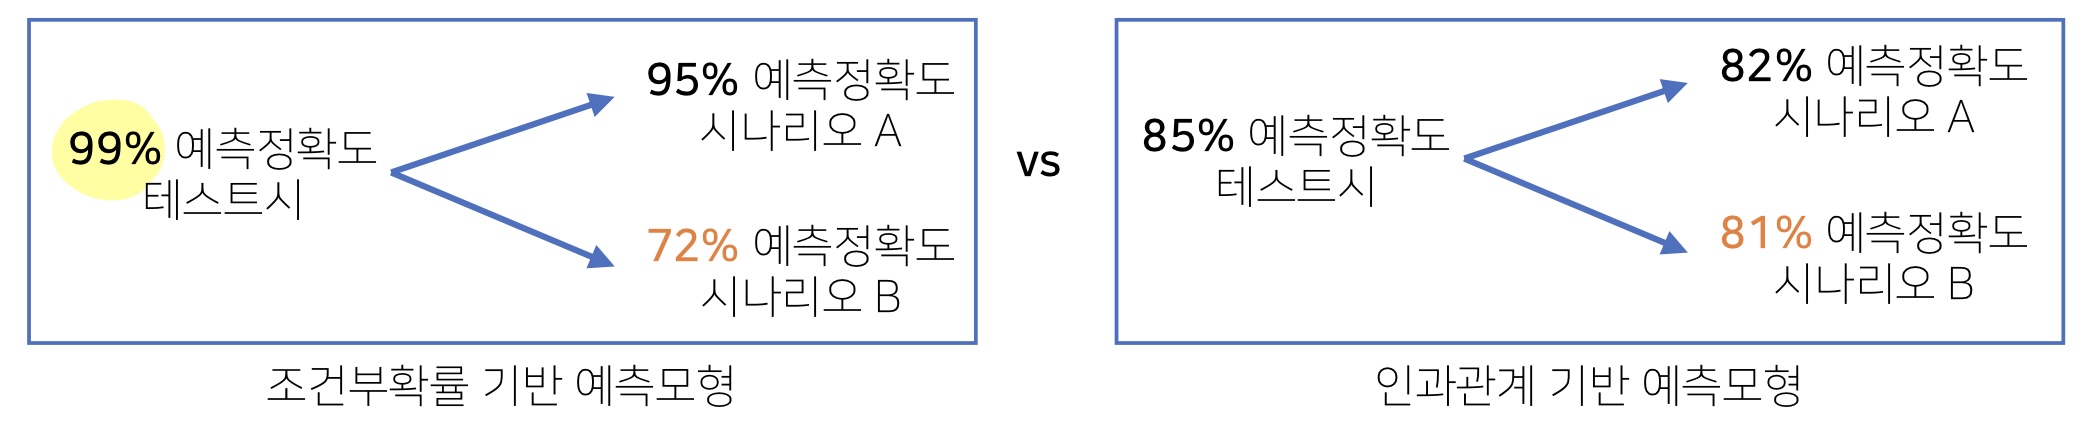 99% 예측정확도
테스트시
95% 예측정확도
시나리오 A
72% 예측정확도
시나리오 B
조건부확률 기반 예측모형
vs
85% 예측정확도
테스트시
82% 예측정확도
시나리오 A
81% 예측정확도
시나리오 B
인과관계 기반 예측모형